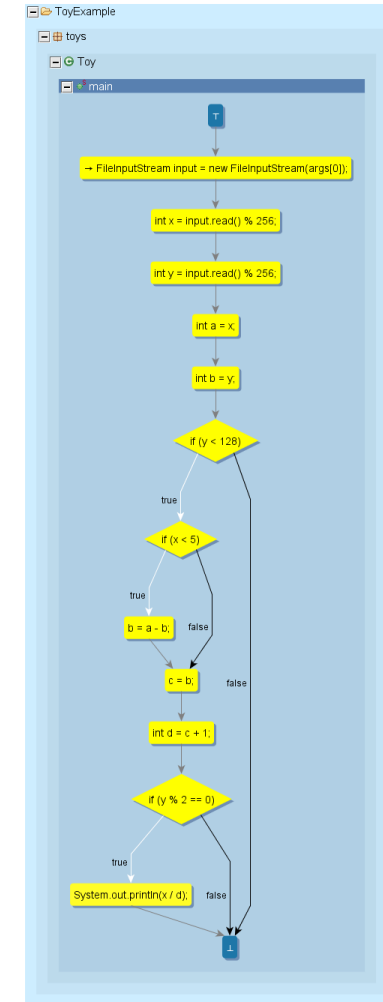 ToyExample
toys
Toy
main
⊤
→ FileInputStream input = new FileInputStream(args[0]);
int x = input.read() % 256;
int y = input.read() % 256;
int a = x;
int b = y;
if (y < 128)
true
if (x < 5)
true
b = a - b;
false
c = b;
false
int d = c + 1;
if (y % 2 == 0)
true
System.out.println(x / d);
false
⊥